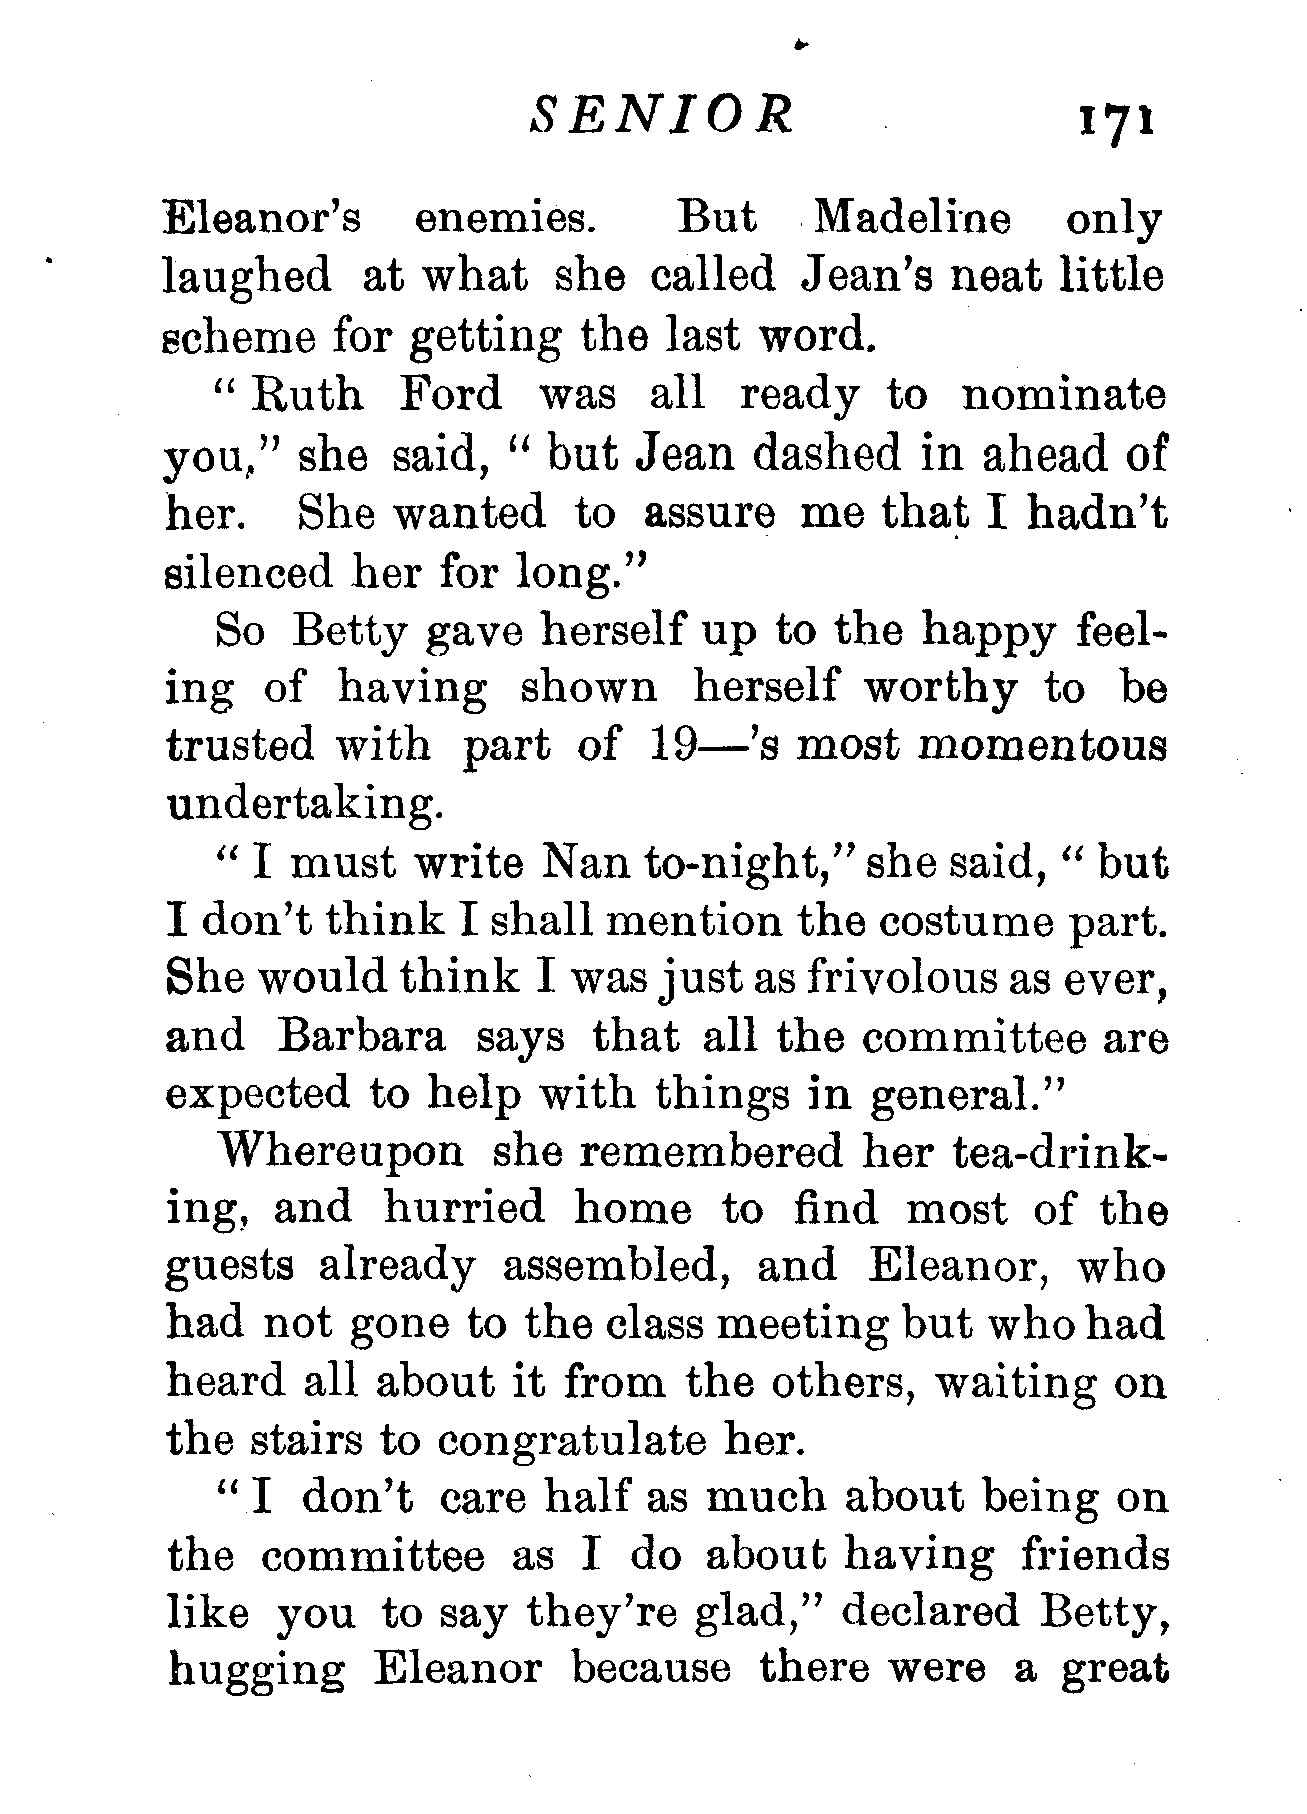 SENIOR 171
Eleanor's enemies. But Madeline only
laughed at what she called Jean's neat little
scheme for getting the last word.
" Ruth Ford was all ready to nominate
you," she said, " but Jean dashed in ahead of
her. She wanted to assure me that I hadn't
silenced her for long."
So Betty gave herself up to the happy feel-
ing of having shown herself worthy to be
trusted with part of 19—'s most momentous
undertaking.
" I must write Nan to-night," she said, " but
I don't think I shall mention the costume part.
She would think I was just as frivolous as ever,
and Barbara says that all the committee are
expected to help with things in general."
Whereupon she remembered her tea-drink-
ing, and hurried home to find most of the
guests already assembled, and Eleanor, who
had not gone to the class meeting but who had
heard all about it from the others, waiting on
the stairs to congratulate her.
" I don't care half as much about being on
the committee as I do about having friends
like you to say they're glad," declared Betty,
hugging Eleanor because there were a great